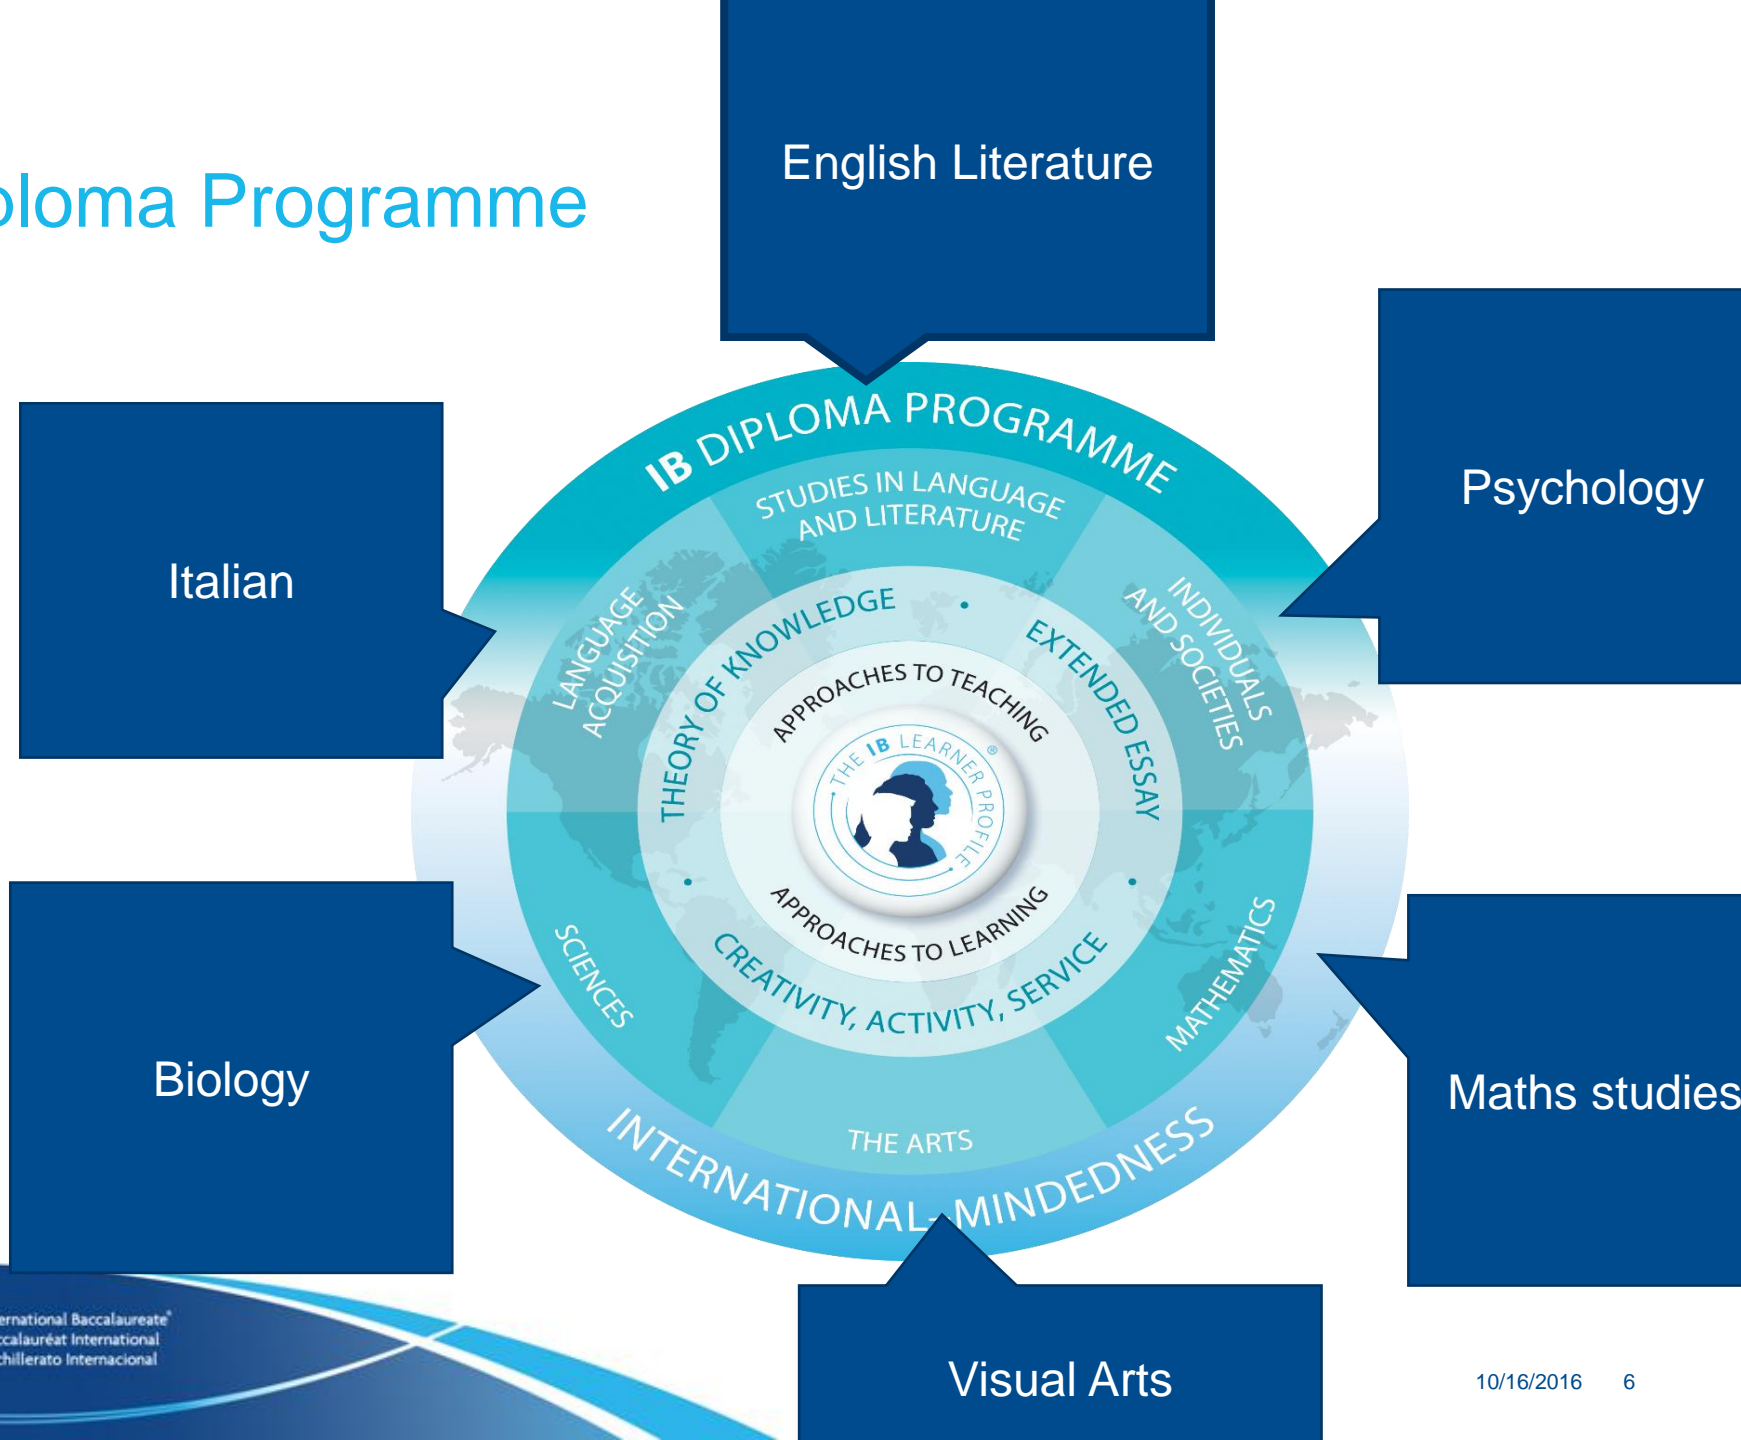 English Literature
ploma Programme
Psychology
Italian
IB DIPLOMA PROGRAMME
STUDIES IN LANGUAGE
AND LITERATURE
LANGUAGE
ACQUISITION
INDIVIDUALS
AND SOCIETIES
THEORY OF KNOWLEDGE
EXTENDED ESSAY
APPROACHES TO TEACHING
THE IB LEARNER PROFILE ®
APPROACHES TO LEARNING
CREATIVITY, ACTIVITY, SERVICE
SCIENCES
MATHEMATICS
THE ARTS
INTERNATIONAL-MINDEDNESS
Biology
Maths studies
Visual Arts
ernational Baccalaureate®
ccalauréat International
chillerato Internacional
10/16/2016 6